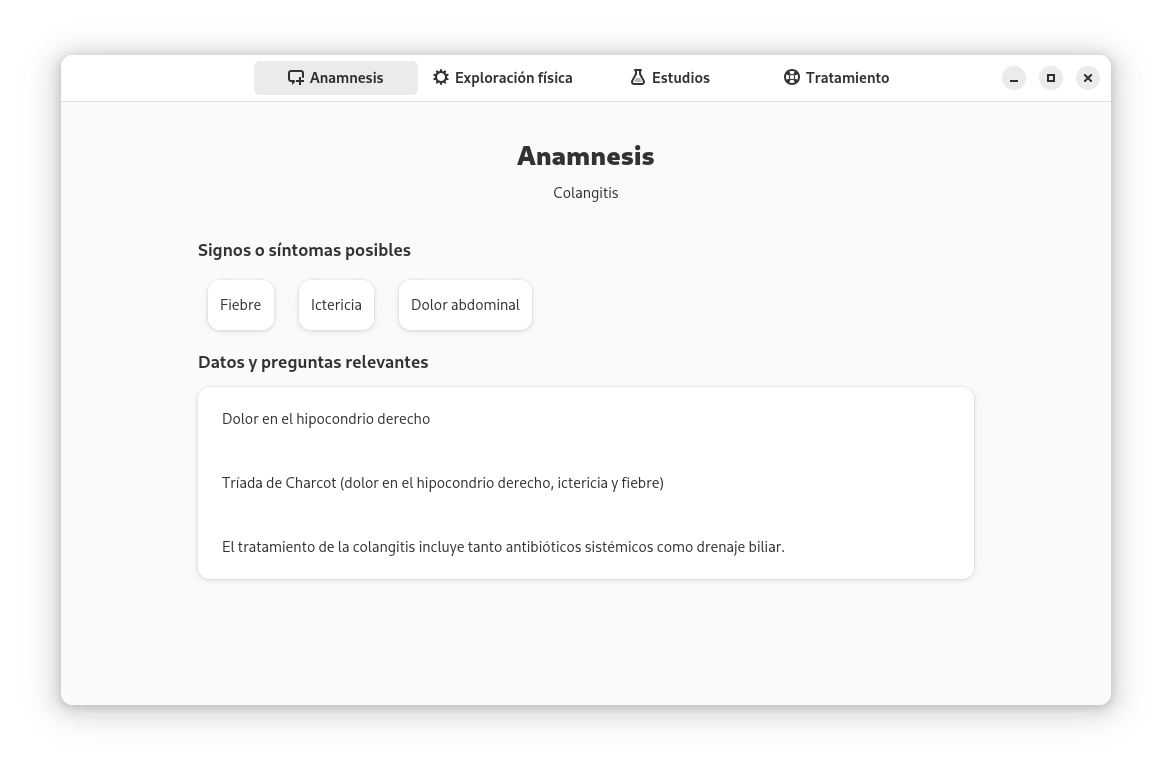 Anamnesis
Exploración física
Estudios
Tratamiento
Anamnesis
Colangitis
Signos o síntomas posibles
Fiebre
Ictericia
Dolor abdominal
Datos y preguntas relevantes
Dolor en el hipocondrio derecho
Tríada de Charcot (dolor en el hipocondrio derecho, ictericia y fiebre)
El tratamiento de la colangitis incluye tanto antibióticos sistémicos como drenaje biliar.